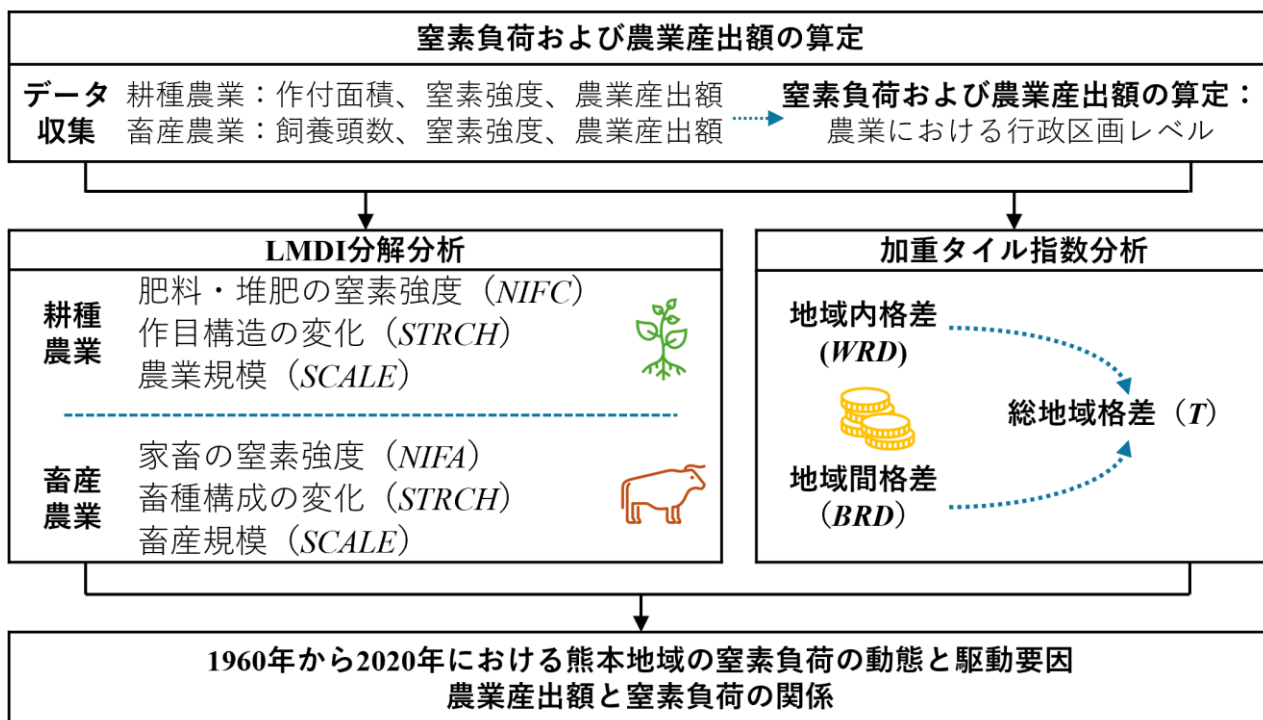 窒素負荷および農業産出額の算定
データ
収集
耕種農業：作付面積、窒素強度、農業産出額
畜産農業：飼養頭数、窒素強度、農業産出額
窒素負荷および農業産出額の算定：
農業における行政区画レベル
LMDI分解分析
耕種
農業
肥料・堆肥の窒素強度（NIFC）
作目構造の変化（STRCH）
農業規模（SCALE）
畜産
農業
家畜の窒素強度（NIFA）
畜種構成の変化（STRCH）
畜産規模（SCALE）
加重タイル指数分析
地域内格差
(WRD)
総地域格差（T）
地域間格差
（BRD）
1960年から2020年における熊本地域の窒素負荷の動態と駆動要因
農業産出額と窒素負荷の関係